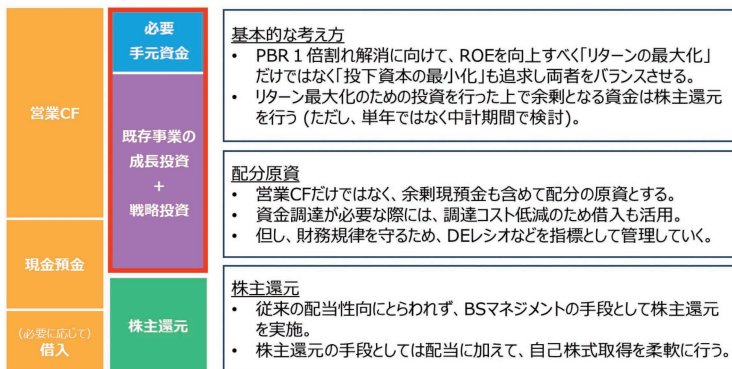 営業CF
現金預金
(必要に応じて)
借入
必要
手元資金
既存事業の
成長投資
+
戦略投資
株主還元
基本的な考え方
• PBR１倍割れ解消に向けて、ROEを向上すべく「リターンの最大化」
だけではなく「投下資本の最小化」も追求し両者をバランスさせる。
• リターン最大化のための投資を行った上で余剰となる資金は株主還元
を行う (ただし、単年ではなく中計期間で検討)。
配分原資
• 営業CFだけではなく、余剰現預金も含めて配分の原資とする。
• 資金調達が必要な際には、調達コスト低減のため借入も活用。
• 但し、財務規律を守るため、DEレシオなどを指標として管理していく。
株主還元
• 従来の配当性向にとらわれず、BSマネジメントの手段として株主還元
を実施。
• 株主還元の手段としては配当に加えて、自己株式取得を柔軟に行う。